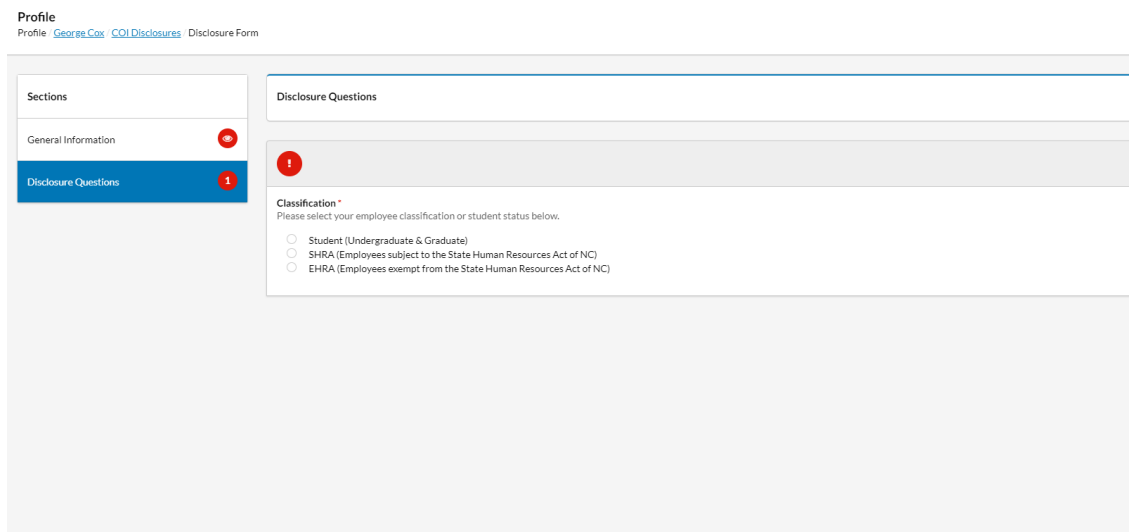 Profile
Profile / George Cox / COI Disclosures / Disclosure Form
Sections
General Information
Disclosure Questions 1
Disclosure Questions
!
Classification *
Please select your employee classification or student status below.
Student (Undergraduate & Graduate)
SHRA (Employees subject to the State Human Resources Act of NC)
EHRA (Employees exempt from the State Human Resources Act of NC)